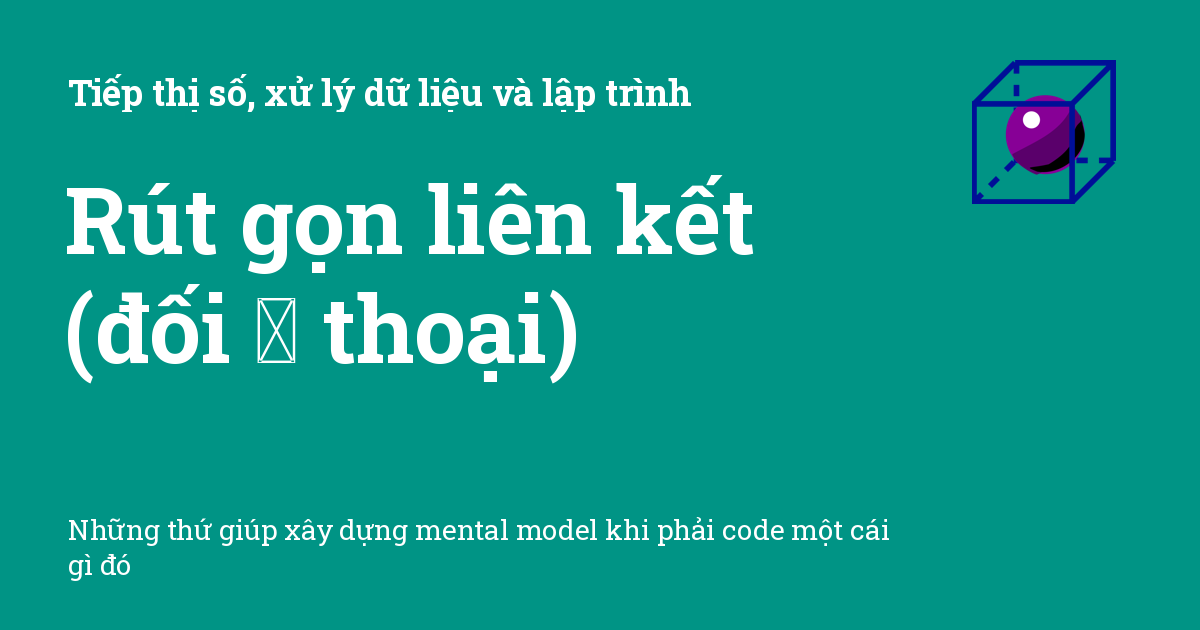 Tiếp thị số, xử lý dữ liệu và lập trình
Rút gọn liên kết
(đối thoại)
Những thứ giúp xây dựng mental model khi phải code một cái
gì đó